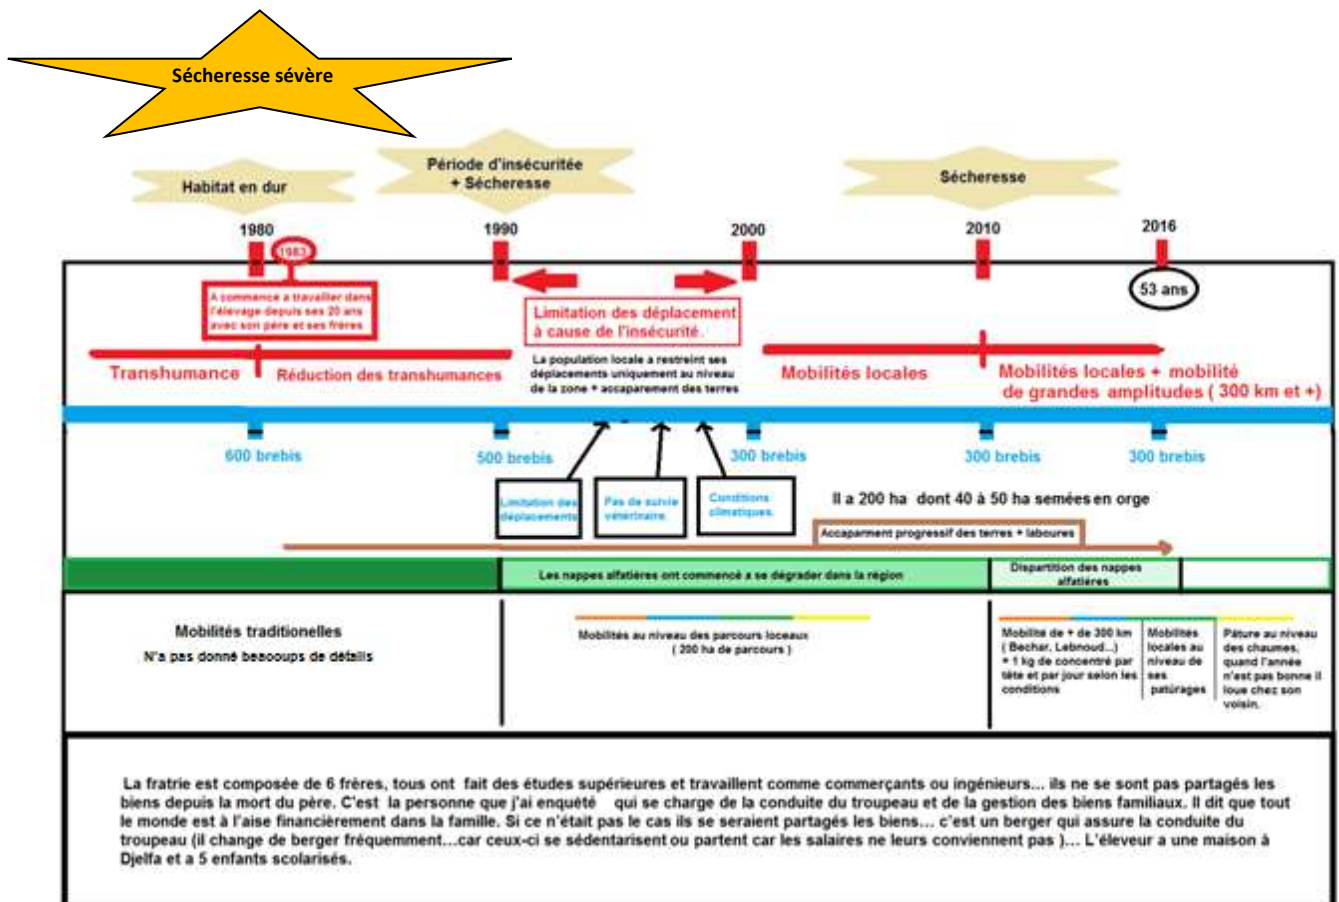 Sécheresse sévère
Habitat en dur
Période d'insécuritée
+ Sécheresse
Sécheresse
1980
1990
2000
2010
2016
1983
53 ans
A commencé a travailler dans
l'élevage depuis ses 20 ans
avec son père et ses frères
Limitation des déplacement
à cause de l'insécurité.
La population locale a restreint ses
déplacements uniquement au niveau
de la zone + accaparement des terres
Transhumance
Réduction des transhumances
Mobilités locales
Mobilités locales + mobilité
de grandes amplitudes ( 300 km et +)
600 brebis
500 brebis
300 brebis
300 brebis
300 brebis
Limitation des
déplacements
Pas de suivie
vétérinaire.
Conditions
climatiques.
Il a 200 ha dont 40 à 50 ha semées en orge
Accaparment progressif des terres + laboures
Les nappes alfatières ont commencé a se dégrader dans la région
Dispartition des nappes
alfatières
Mobilités traditionelles
N'a pas donné beaooups de détails
Mobilités au niveau des parcours loceaux
( 200 ha de parcours )
Mobilité de + de 300 km
( Bechar, Lebnoud...)
+ 1 kg de concentré par
tête et par jour selon les
conditions
Mobilités
locales au
niveau de
ses
patûrages
Pâture au niveau
des chaumes,
quand l'année
n'est pas bonne il
loue chez son
voisin.
La fratrie est composée de 6 frères, tous ont fait des études supérieures et travaillent comme commerçants ou ingénieurs... ils ne se sont pas partagés les
biens depuis la mort du père. C'est la personne que j'ai enquêté qui se charge de la conduite du troupeau et de la gestion des biens familiaux. Il dit que tout
le monde est à l'aise financièrement dans la famille. Si ce n'était pas le cas ils se seraient partagés les biens... c'est un berger qui assure la conduite du
troupeau (il change de berger fréquemment...car ceux-ci se sédentarisent ou partent car les salaires ne leurs conviennent pas )... L'éleveur a une maison à
Djelfa et a 5 enfants scolarisés.